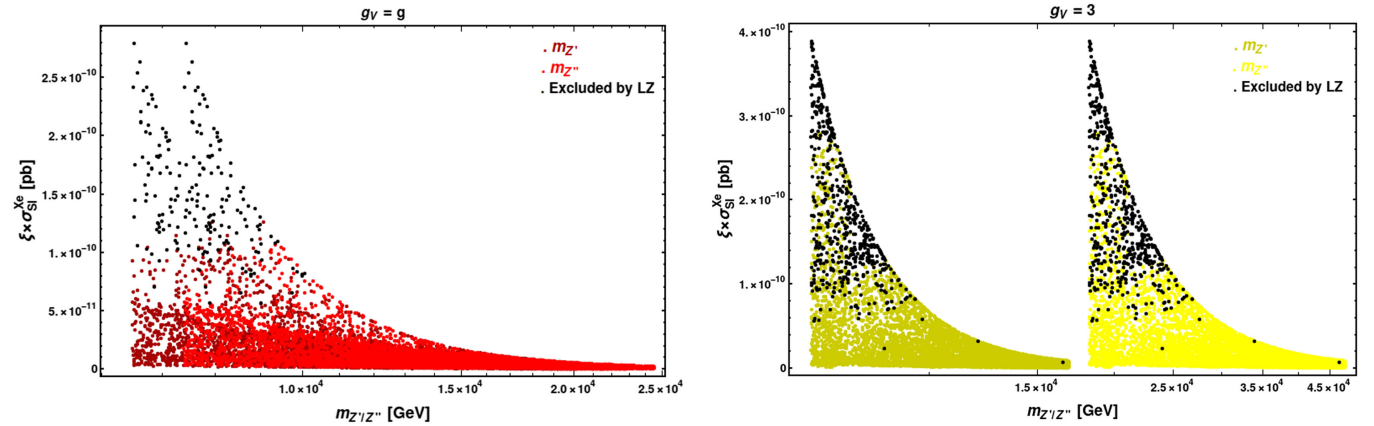 g_V = g
. m_Z'
. m_Z''
. Excluded by LZ
ξ×σ_SI^Xe [pb]
2.5×10^-10
2.×10^-10
1.5×10^-10
1.×10^-10
5.×10^-11
0
1.0×10^4 1.5×10^4 2.0×10^4 2.5×10^4
m_Z'/Z'' [GeV]
g_V = 3
. m_Z'
. m_Z''
. Excluded by LZ
ξ×σ_SI^Xe [pb]
4.×10^-10
3.×10^-10
2.×10^-10
1.×10^-10
0
1.5×10^4 2.5×10^4 3.5×10^4 4.5×10^4
m_Z'/Z'' [GeV]